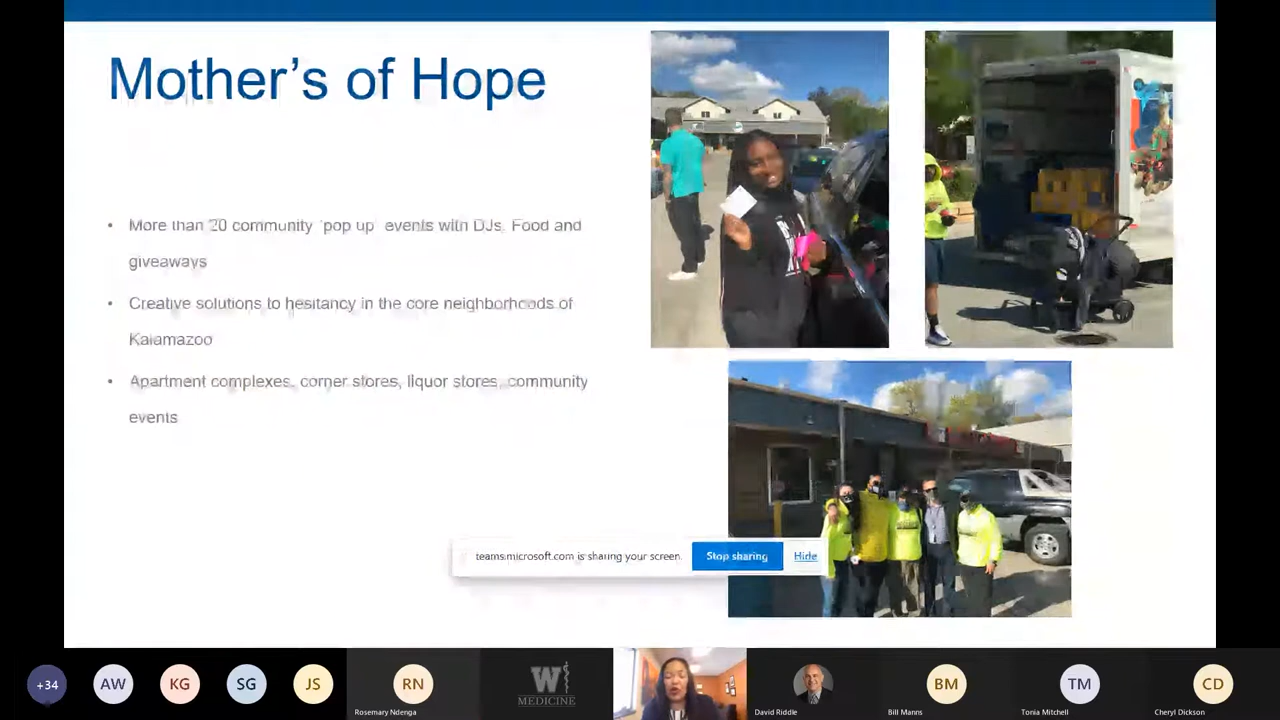 Mother's of Hope
• More than 20 community 'pop up' events with DJs, Food and
giveaways
• Creative solutions to hesitancy in the core neighborhoods of
Kalamazoo
• Apartment complexes, corner stores, liquor stores, community
events
teams.microsoft.com is sharing your screen.
Stop sharing
Hide
+34
AW
KG
SG
JS
RN
Rosemary Ndenga
W
MEDICINE
David Riddle
BM
Bill Manns
TM
Tonia Mitchell
CD
Cheryl Dickson